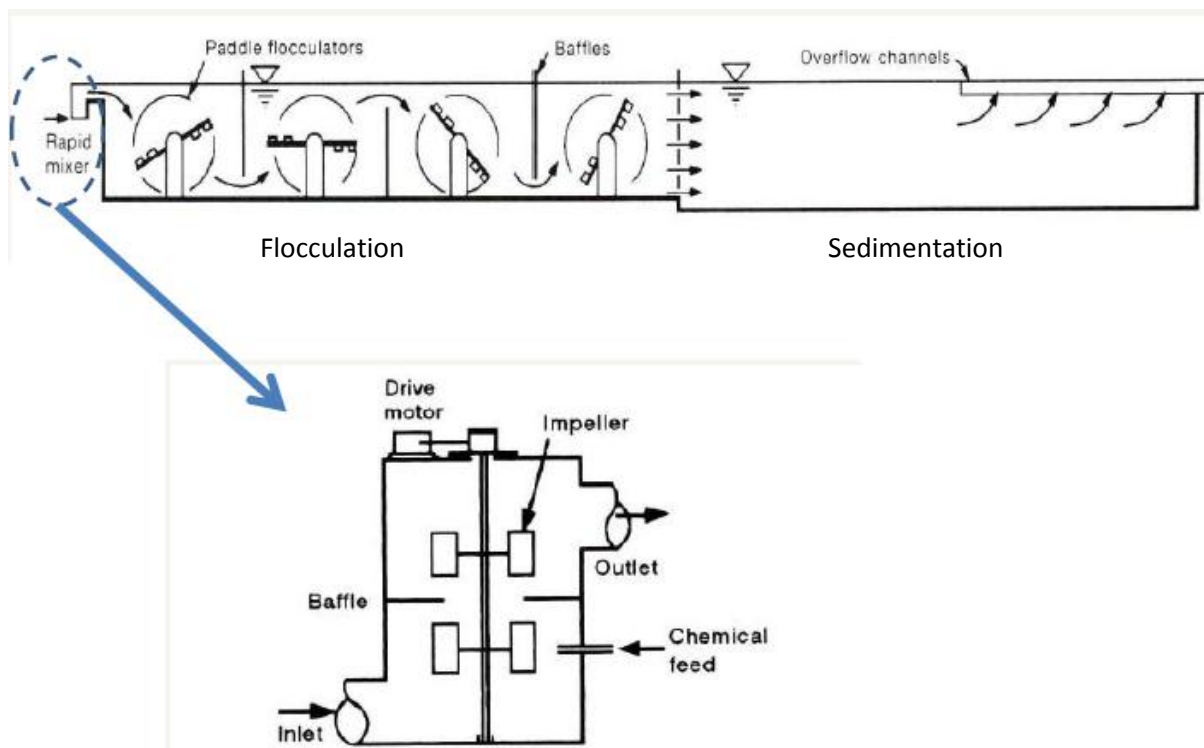 Paddle flocculators
Baffles
Overflow channels
Rapid
mixer
Flocculation
Sedimentation
Drive
motor
Impeller
Outlet
Baffle
Chemical
feed
Inlet